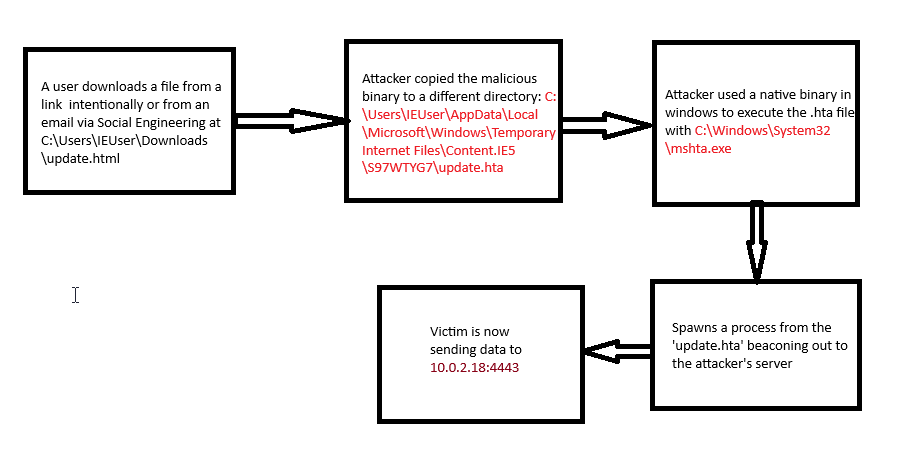 A user downloads a file from a
link  intentionally or from an
email via Social Engineering at
C:\Users\IEUser\Downloads
\update.html
Attacker copied the malicious
binary to a different directory: C:
\Users\IEUser\AppData\Local
\Microsoft\Windows\Temporary
Internet Files\Content.IE5
\S97WTYG7\update.hta
Attacker used a native binary in
windows to execute the .hta file
with C:\Windows\System32
\mshta.exe
Spawns a process from the
'update.hta' beaconing out to
the attacker's server
Victim is now
sending data to
10.0.2.18:4443